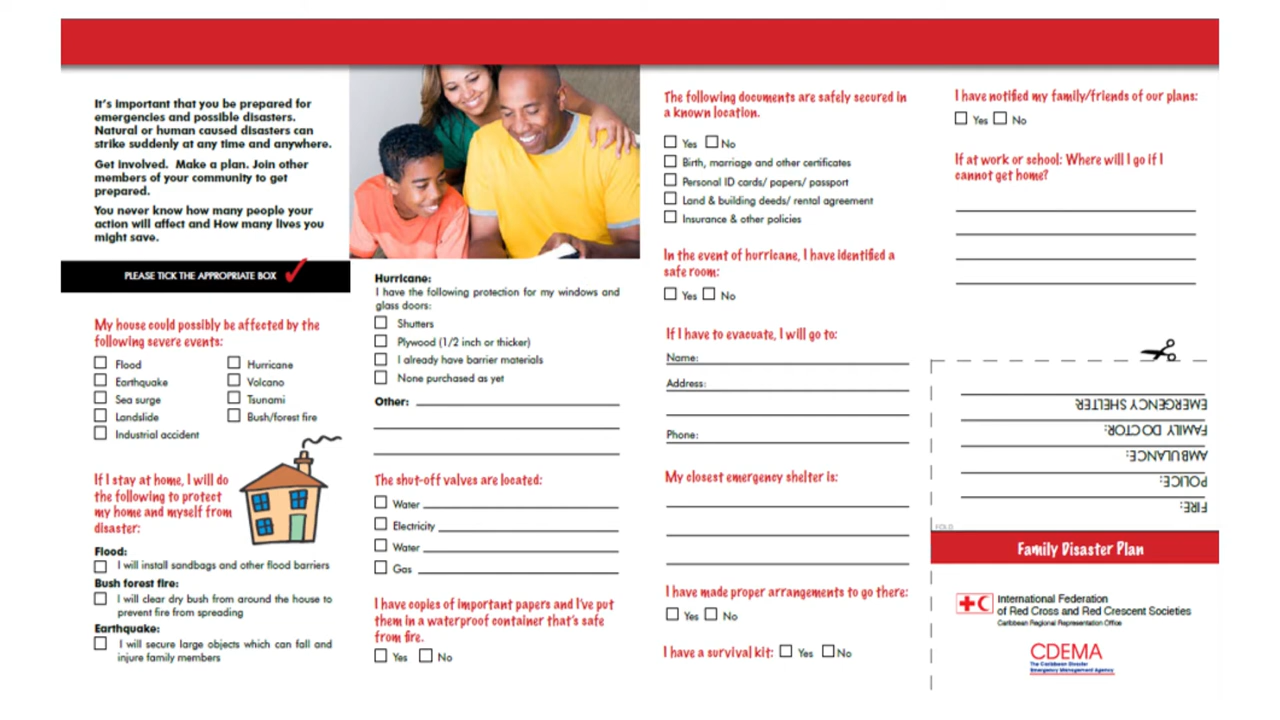 It's important that you be prepared for
emergencies and possible disasters.
Natural or human caused disasters can
strike suddenly at any time and anywhere.
Get involved. Make a plan. Join other
members of your community to get
prepared.
You never know how many people your
action will affect and How many lives you
might save.
PLEASE TICK THE APPROPRIATE BOX
My house could possibly be affected by the
following severe events:
Flood
Earthquake
Sea surge
Landslide
Industrial accident
Hurricane
Volcano
Tsunami
Bush/forest fire
If I stay at home, I will do
the following to protect
my home and myself from
disaster:
Flood:
I will install sandbags and other flood barriers
Bush forest fire:
I will clear dry bush from around the house to
prevent fire from spreading
Earthquake:
I will secure large objects which can fall and
injure family members
Hurricane:
I have the following protection for my windows and
glass doors:
Shutters
Plywood (1/2 inch or thicker)
I already have barrier materials
None purchased as yet
Other:
The shut-off valves are located:
Water
Electricity
Water
Gas
I have copies of important papers and I've put
them in a waterproof container that's safe
from fire.
Yes No
The following documents are safely secured in
a known location.
Yes No
Birth, marriage and other certificates
Personal ID cards/ papers/ passport
Land & building deeds/ rental agreement
Insurance & other policies
In the event of hurricane, I have identified a
safe room:
Yes No
If I have to evacuate, I will go to:
Name:
Address:
Phone:
My closest emergency shelter is:
I have made proper arrangements to go there:
Yes No
I have a survival kit: Yes No
I have notified my family/friends of our plans:
Yes No
If at work or school: Where will I go if I
cannot get home?
EMERGENCY SHELTER
FAMILY DOCTOR:
AMBULANCE:
POLICE:
FIRE:
FOLD
Family Disaster Plan
International Federation
of Red Cross and Red Crescent Societies
Caribbean Regional Representation Office
CDEMA
The Caribbean Disaster
Emergency Management Agency